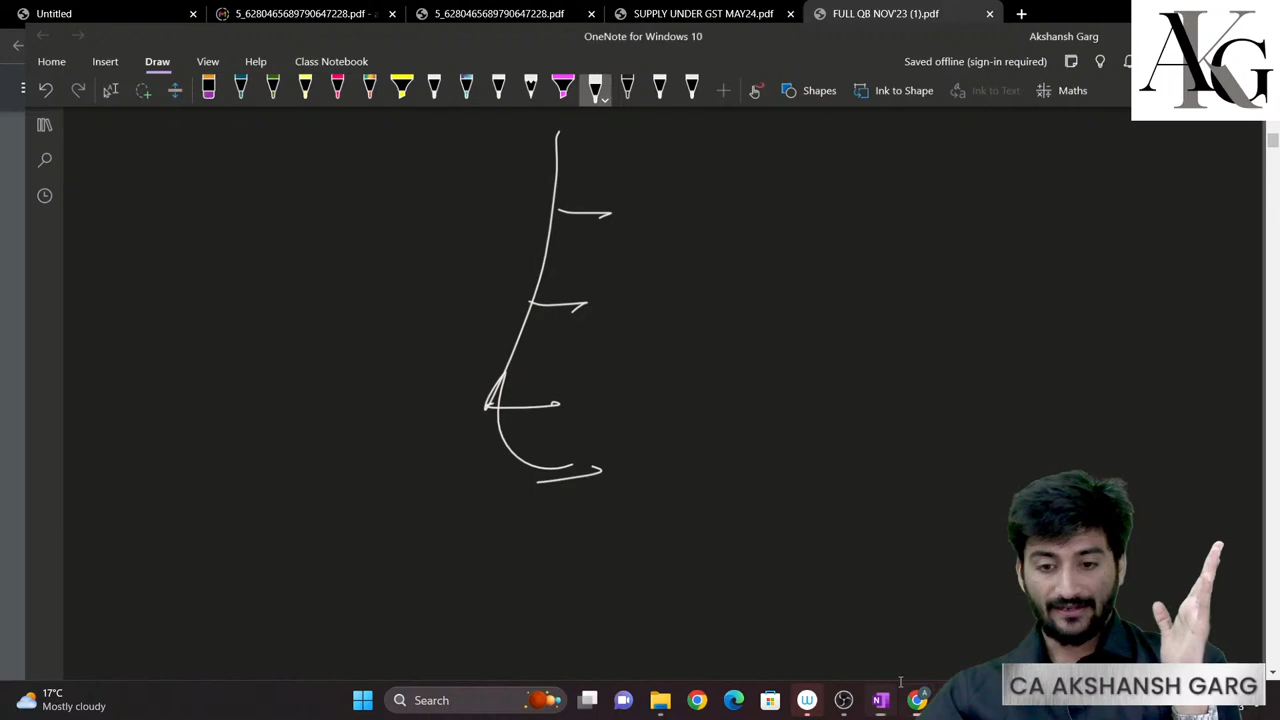 Untitled
5_6280465689790647228.pdf - a
5_6280465689790647228.pdf
SUPPLY UNDER GST MAY24.pdf
FULL QB NOV'23 (1).pdf
OneNote for Windows 10
Akshansh Garg
Home Insert Draw View Help Class Notebook
Saved offline (sign-in required)
Shapes Ink to Shape Ink to Text Maths
AKG
17°C
Mostly cloudy
Search
CA AKSHANSH GARG